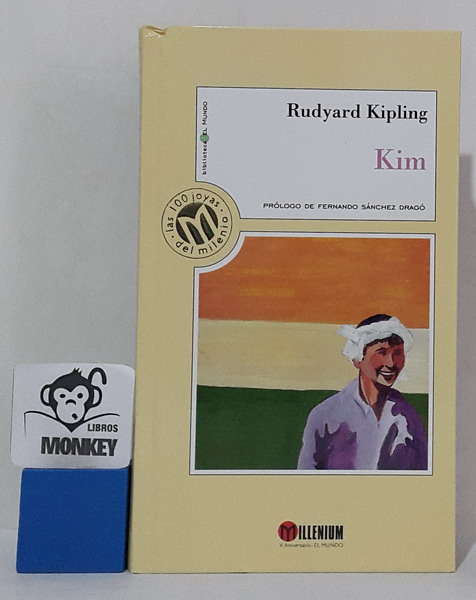 Rudyard Kipling
Kim
PRÓLOGO DE FERNANDO SÁNCHEZ DRAGÓ
biblioteca EL MUNDO
· las 100 joyas ·
del milenio
M
LIBROS
MONKEY
MILLENIUM
X Aniversario · EL MUNDO